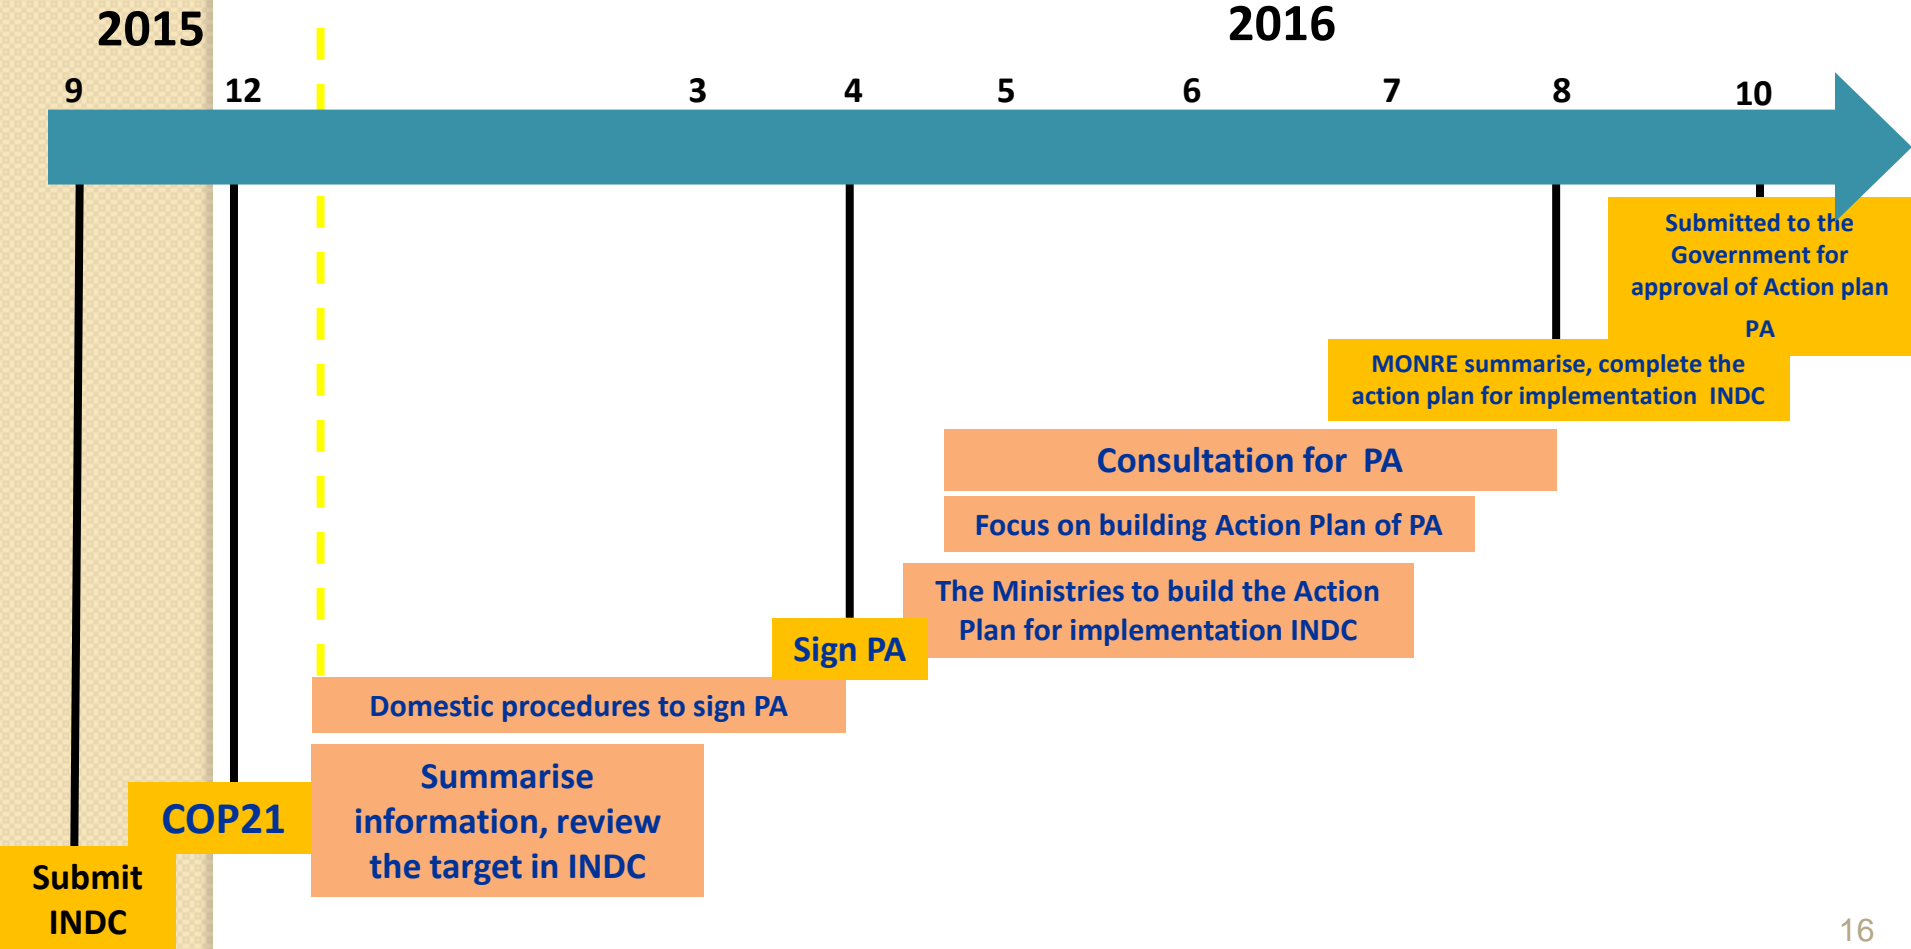 2015
2016
9
12
3
4
5
6
7
8
10
Submitted to the
Government for
approval of Action plan
PA
MONRE summarise, complete the
action plan for implementation INDC
Consultation for PA
Focus on building Action Plan of PA
The Ministries to build the Action
Plan for implementation INDC
Sign PA
Domestic procedures to sign PA
Summarise
information, review
the target in INDC
COP21
Submit
INDC
16